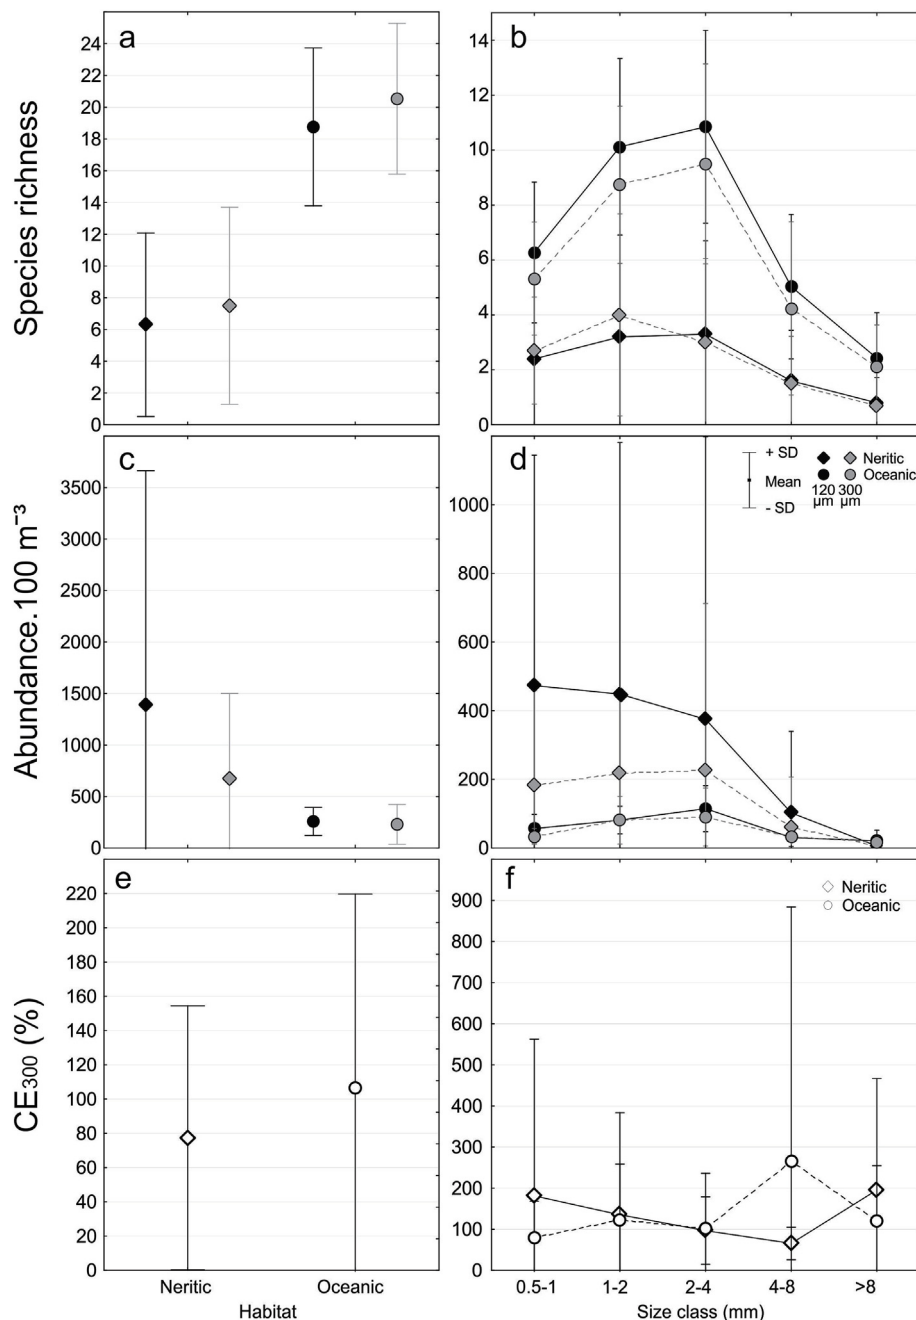 a
Species richness
24
22
20
18
16
14
12
10
8
6
4
2
0
b
14
12
10
8
6
4
2
0
c
Abundance.100 m⁻³
3500
3000
2500
2000
1500
1000
500
0
d
+ SD
Mean
- SD
Neritic
Oceanic
120 300
µm µm
1000
800
600
400
200
0
e
CE300 (%)
220
200
180
160
140
120
100
80
60
40
20
0
Neritic Oceanic
Habitat
f
Neritic
Oceanic
900
800
700
600
500
400
300
200
100
0
0.5-1 1-2 2-4 4-8 >8
Size class (mm)